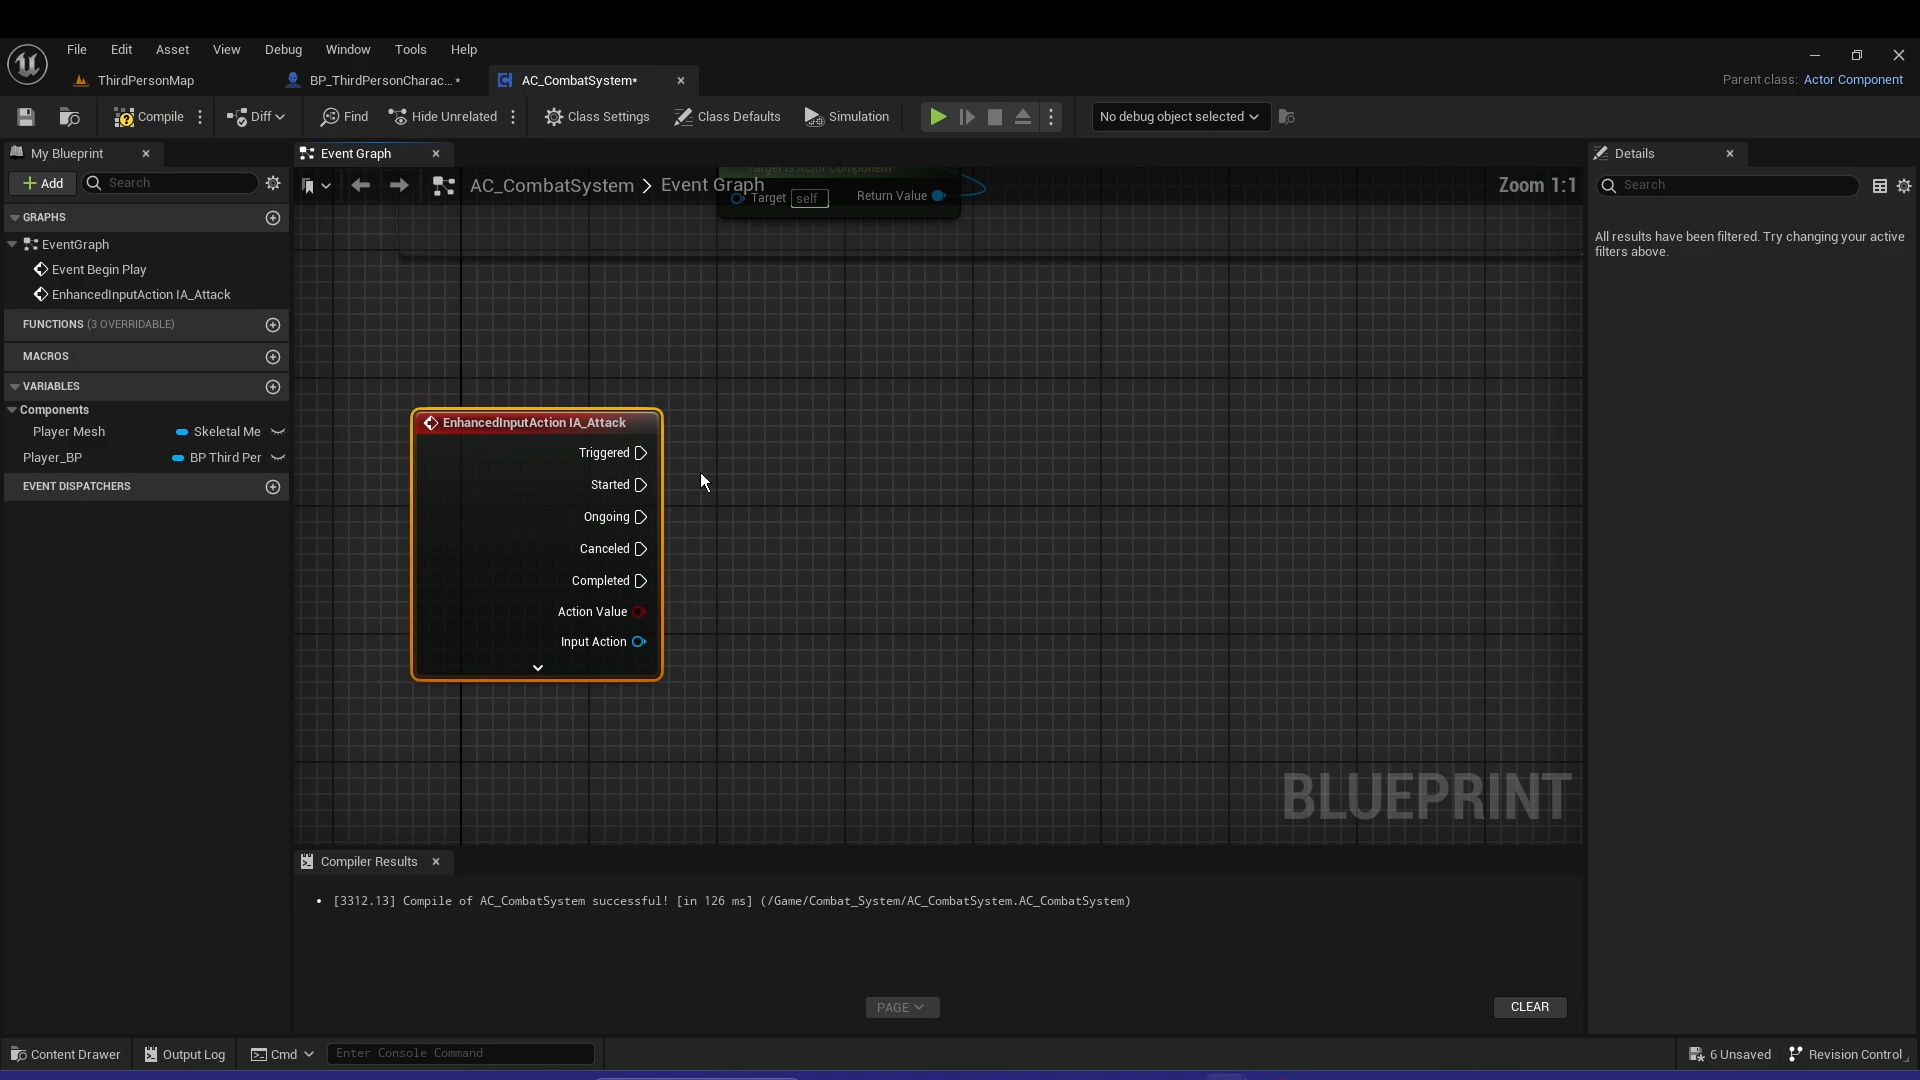 File Edit Asset View Debug Window Tools Help
ThirdPersonMap
BP_ThirdPersonCharac...*
AC_CombatSystem*
Parent class: Actor Component
Compile
Diff
Find
Hide Unrelated
Class Settings
Class Defaults
Simulation
No debug object selected
My Blueprint
Add
Search
GRAPHS
EventGraph
Event Begin Play
EnhancedInputAction IA_Attack
FUNCTIONS (3 OVERRIDABLE)
MACROS
VARIABLES
Components
Player Mesh Skeletal Me
Player_BP BP Third Per
EVENT DISPATCHERS
Event Graph
AC_CombatSystem > Event Graph
Zoom 1:1
Target is Actor Component
Target self Return Value
EnhancedInputAction IA_Attack
Triggered
Started
Ongoing
Canceled
Completed
Action Value
Input Action
BLUEPRINT
Details
Search
All results have been filtered. Try changing your active
filters above.
Compiler Results
• [3312.13] Compile of AC_CombatSystem successful! [in 126 ms] (/Game/Combat_System/AC_CombatSystem.AC_CombatSystem)
PAGE
CLEAR
Content Drawer
Output Log
Cmd
Enter Console Command
6 Unsaved
Revision Control